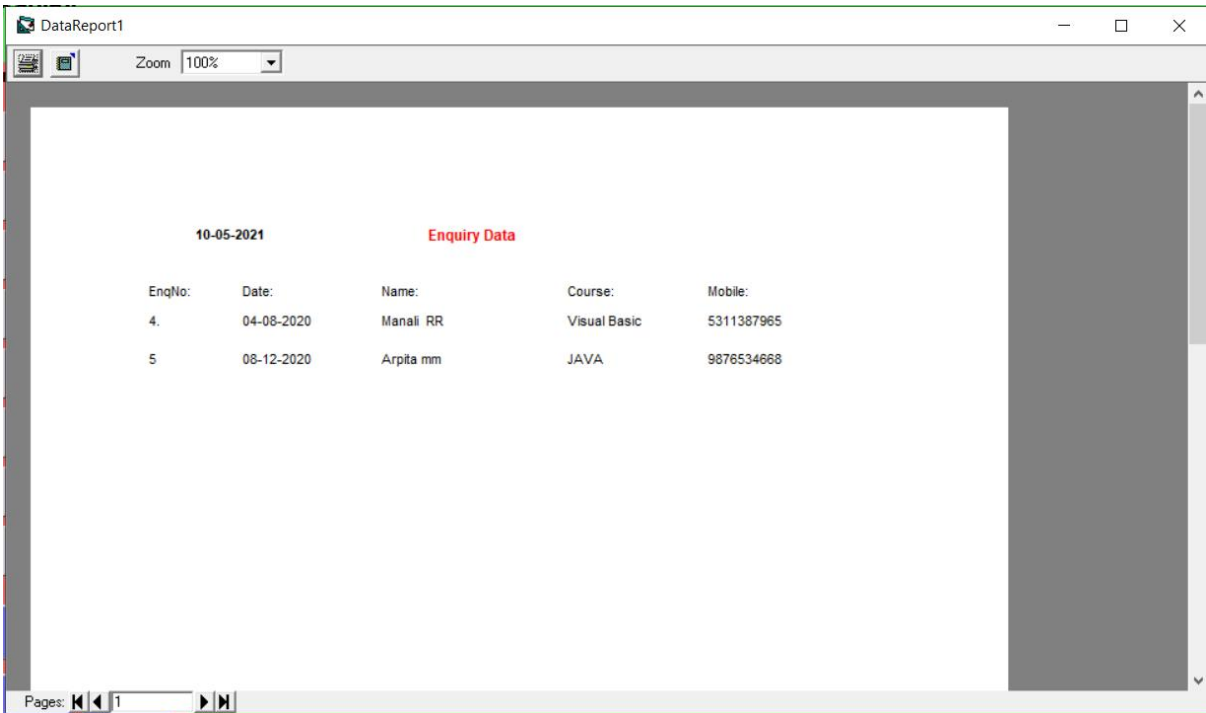 DataReport1
Zoom 100%
10-05-2021 Enquiry Data
EnqNo: Date: Name: Course: Mobile:
4. 04-08-2020 Manali RR Visual Basic 5311387965
5 08-12-2020 Arpita mm JAVA 9876534668
Pages: 1